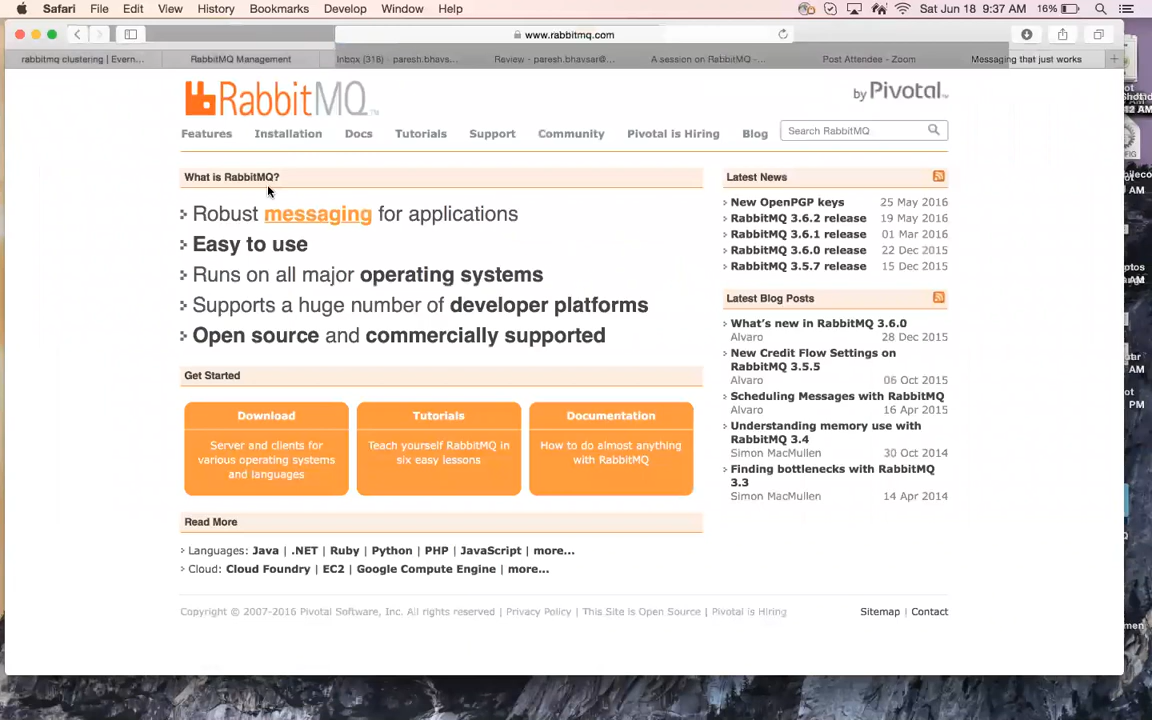 Safari File Edit View History Bookmarks Develop Window Help 16% Sat Jun 18 9:37 AM
www.rabbitmq.com
rabbitmq clustering | Evern... RabbitMQ Management Inbox (318) - paresh.bhavs... Review - paresh.bhavsar@... A session on RabbitMQ -... Post Attendee - Zoom Messaging that just works
RabbitMQ by Pivotal
Features Installation Docs Tutorials Support Community Pivotal is Hiring Blog Search RabbitMQ
What is RabbitMQ?
Robust messaging for applications
Easy to use
Runs on all major operating systems
Supports a huge number of developer platforms
Open source and commercially supported
Get Started
Download
Server and clients for
various operating systems
and languages
Tutorials
Teach yourself RabbitMQ in
six easy lessons
Documentation
How to do almost anything
with RabbitMQ
Read More
Languages: Java | .NET | Ruby | Python | PHP | JavaScript | more...
Cloud: Cloud Foundry | EC2 | Google Compute Engine | more...
Latest News
New OpenPGP keys 25 May 2016
RabbitMQ 3.6.2 release 19 May 2016
RabbitMQ 3.6.1 release 01 Mar 2016
RabbitMQ 3.6.0 release 22 Dec 2015
RabbitMQ 3.5.7 release 15 Dec 2015
Latest Blog Posts
What's new in RabbitMQ 3.6.0
Alvaro 28 Dec 2015
New Credit Flow Settings on
RabbitMQ 3.5.5
Alvaro 06 Oct 2015
Scheduling Messages with RabbitMQ
Alvaro 16 Apr 2015
Understanding memory use with
RabbitMQ 3.4
Simon MacMullen 30 Oct 2014
Finding bottlenecks with RabbitMQ
3.3
Simon MacMullen 14 Apr 2014
Copyright © 2007-2016 Pivotal Software, Inc. All rights reserved | Privacy Policy | This Site is Open Source | Pivotal is Hiring Sitemap | Contact